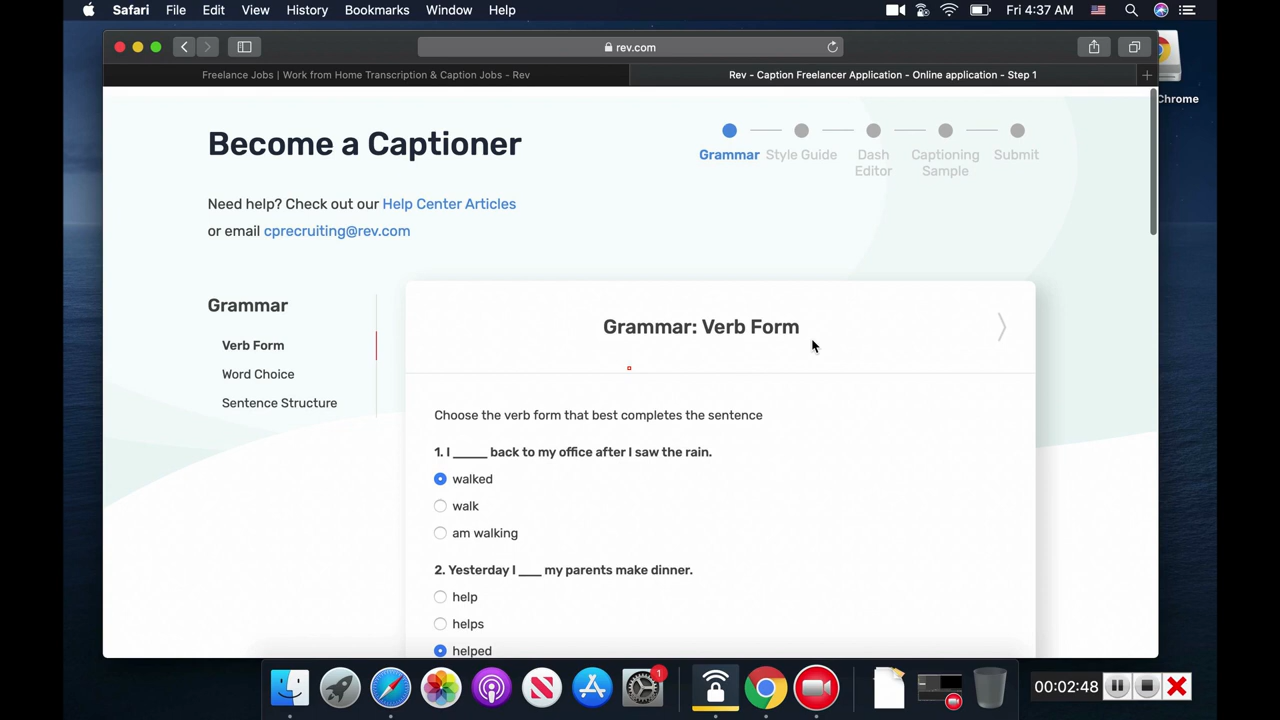 Safari File Edit View History Bookmarks Window Help Fri 4:37 AM
rev.com
Freelance Jobs | Work from Home Transcription & Caption Jobs - Rev
Rev - Caption Freelancer Application - Online application - Step 1
Chrome
Become a Captioner
Grammar
Style Guide
Dash
Editor
Captioning
Sample
Submit
Need help? Check out our Help Center Articles
or email cprecruiting@rev.com
Grammar
Verb Form
Word Choice
Sentence Structure
Grammar: Verb Form
Choose the verb form that best completes the sentence
1. I _____ back to my office after I saw the rain.
walked
walk
am walking
2. Yesterday I ___ my parents make dinner.
help
helps
helped
1
00:02:48